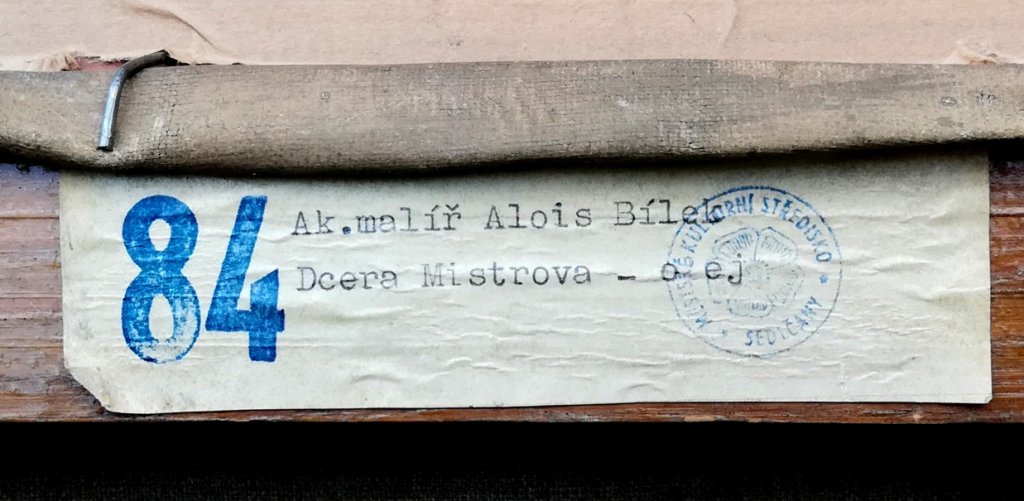 84
Ak.malíř Alois Bílek
Dcera Mistrova - olej
MĚSTSKÉ KULTURNÍ STŘEDISKO
* SEDLČANY *